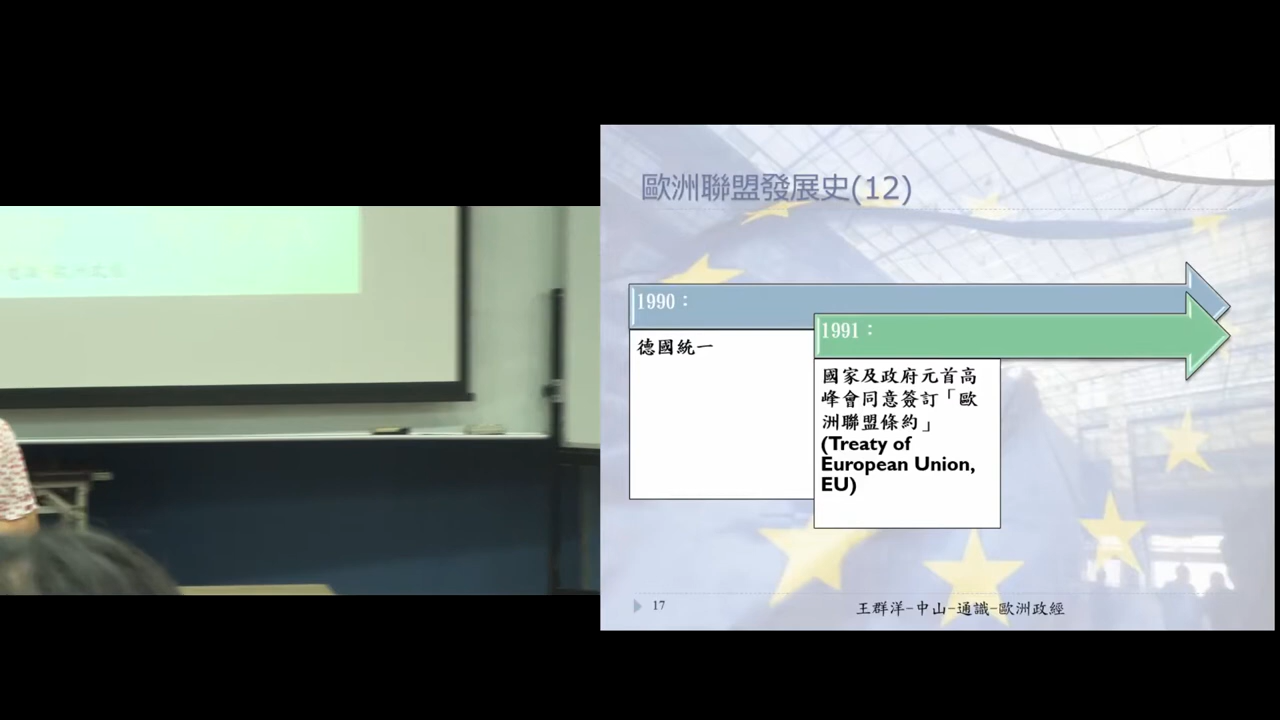 歐洲聯盟發展史(12)
1990：
德國統一
1991：
國家及政府元首高
峰會同意簽訂「歐
洲聯盟條約」
(Treaty of
European Union,
EU)
17
王群洋-中山-通識-歐洲政經